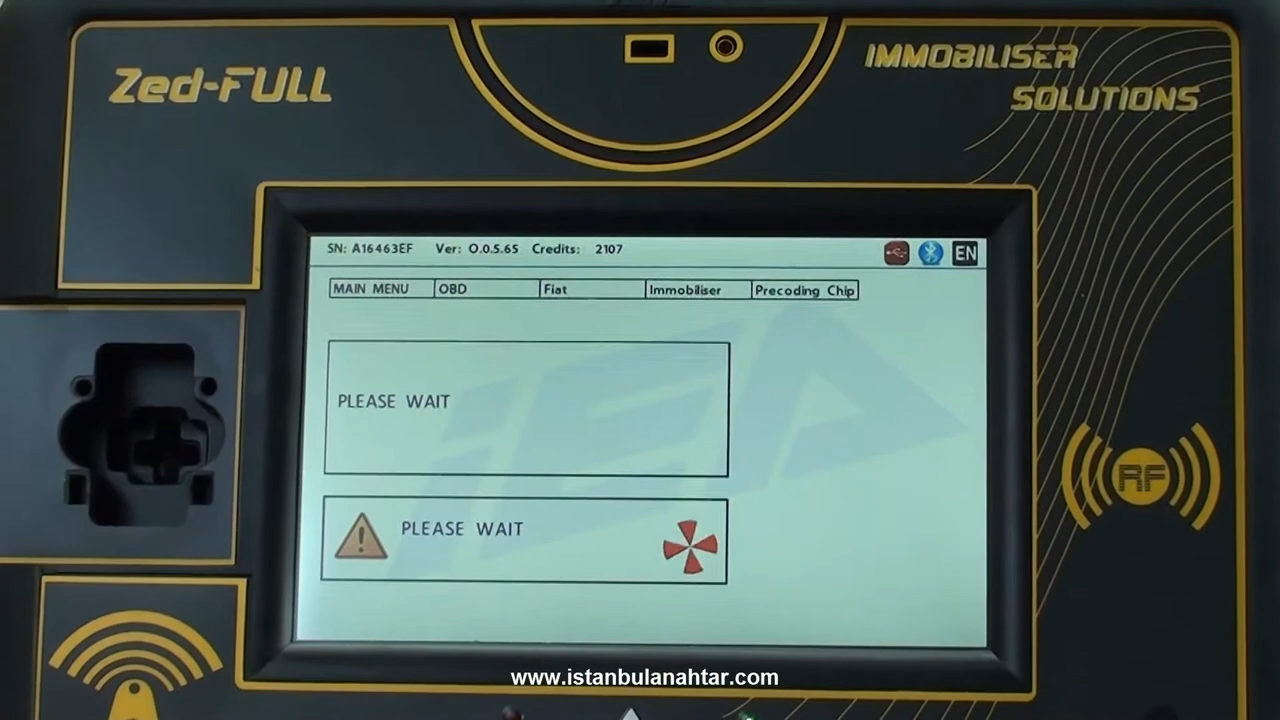 Zed-FULL
IMMOBILISER
SOLUTIONS
SN: A16463EF Ver: O.0.5.65 Credits: 2107 EN
MAIN MENU OBD Fiat Immobiliser Precoding Chip
PLEASE WAIT
PLEASE WAIT
iEA
RF
www.istanbulanahtar.com